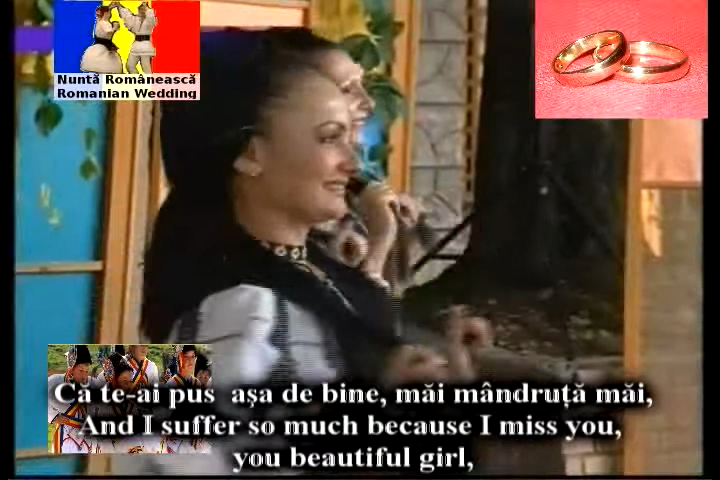 Nuntă Românească
Romanian Wedding
Că te-ai pus așa de bine, măi mândruță măi,
And I suffer so much because I miss you,
you beautiful girl,